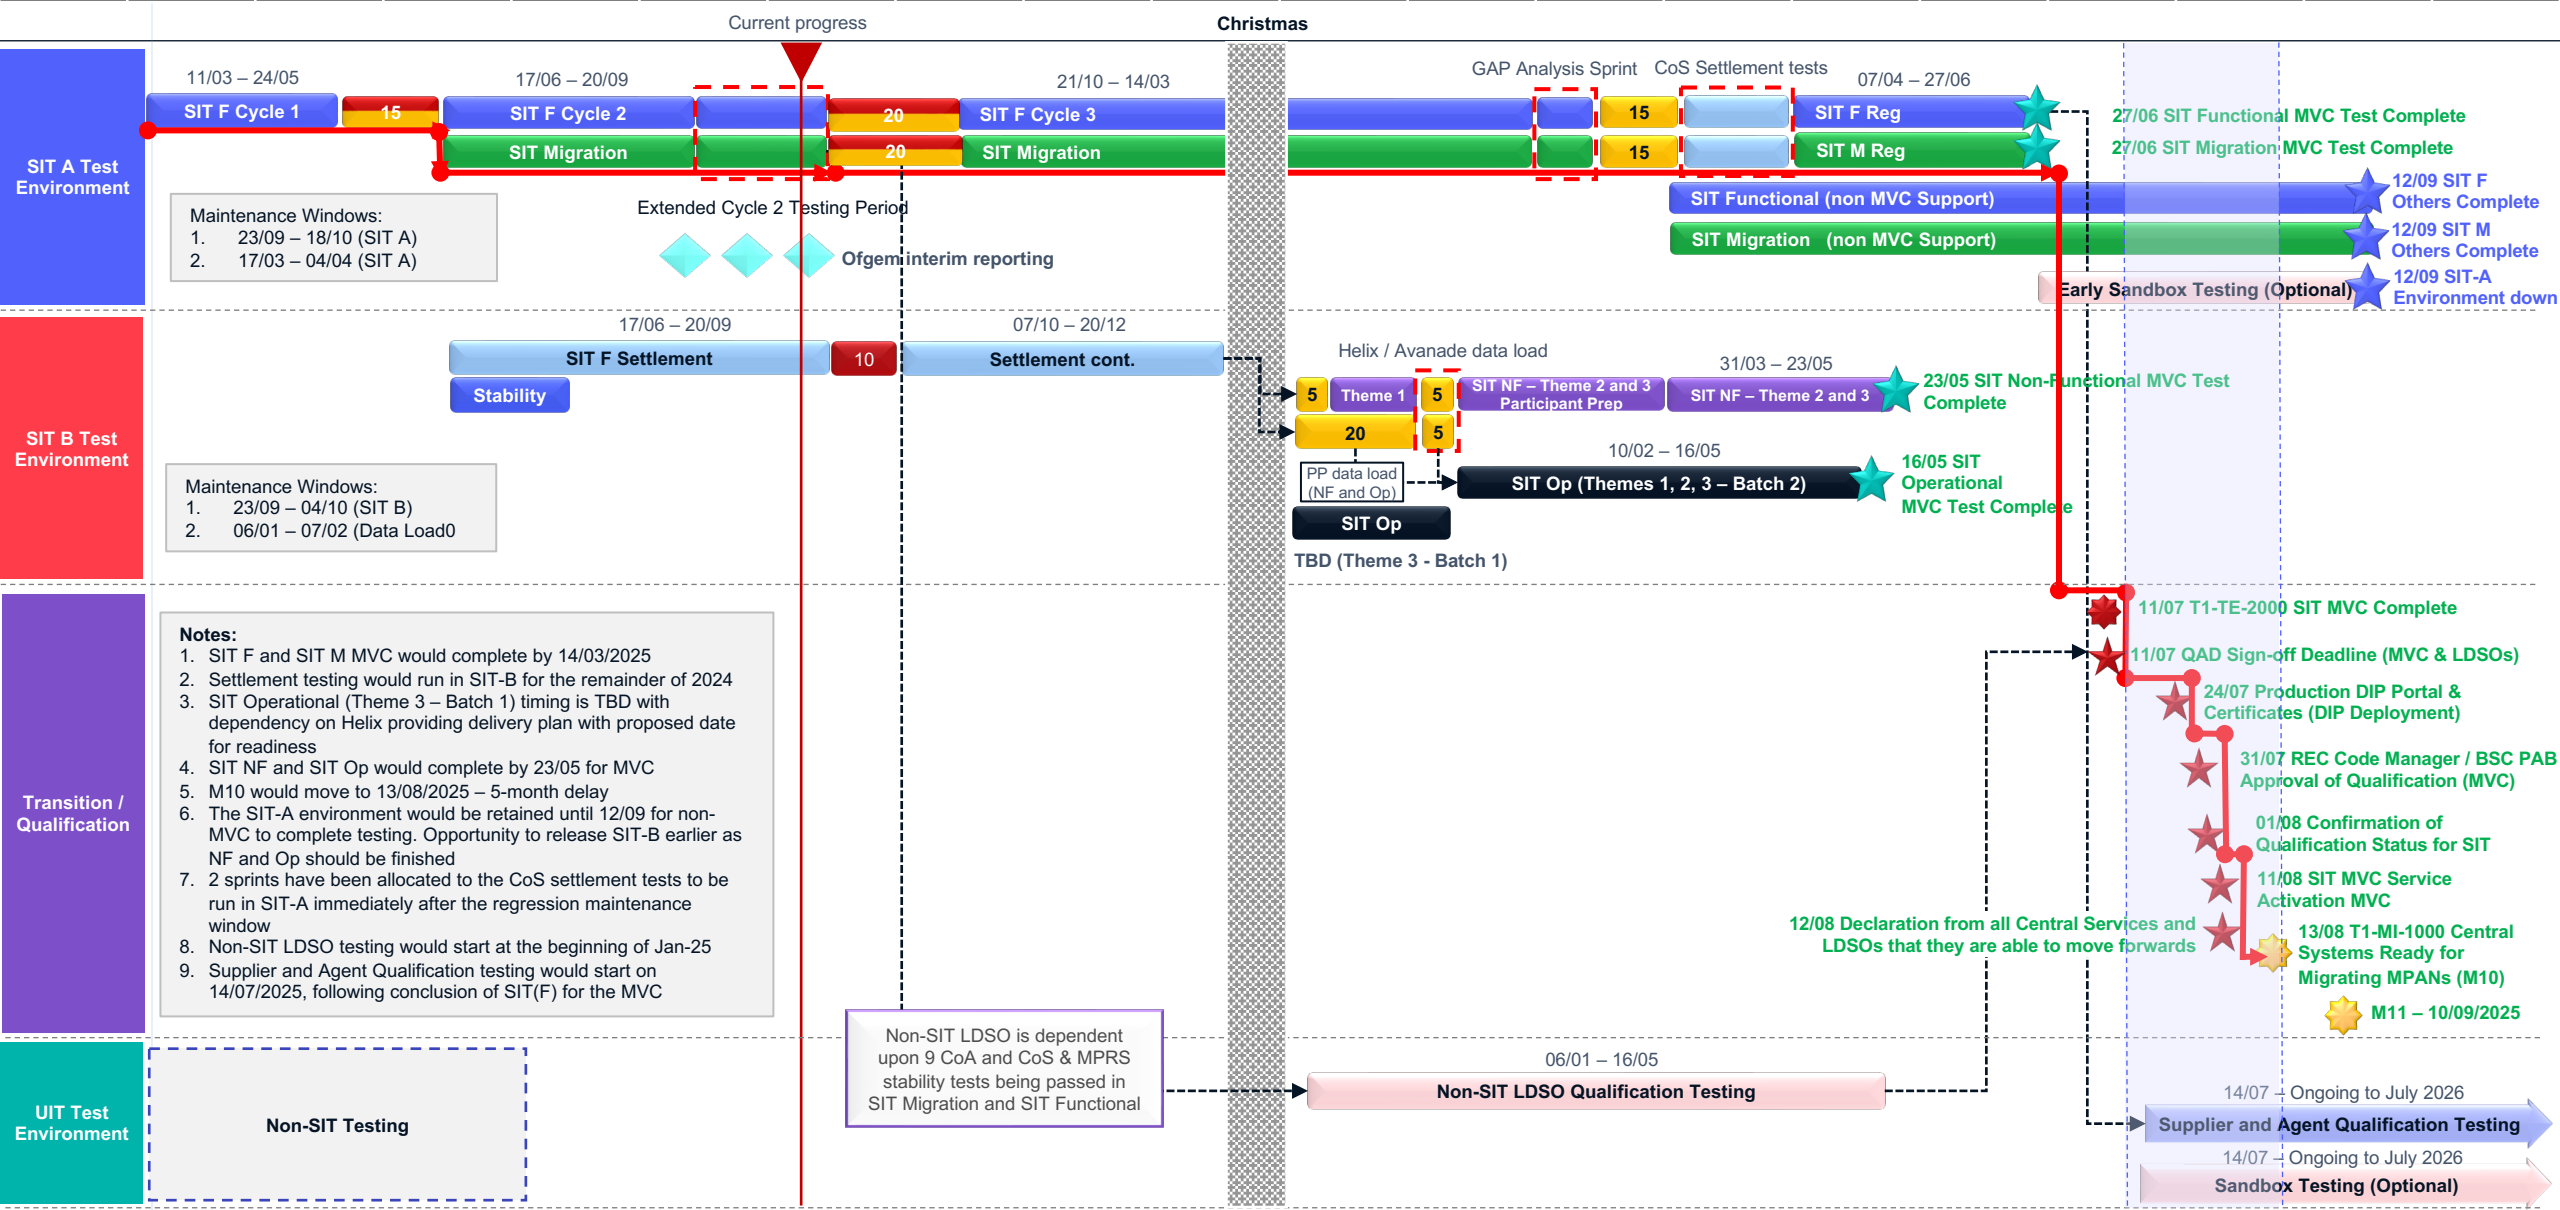 Current progress
Christmas
SIT A Test
Environment
11/03 – 24/05
17/06 – 20/09
21/10 – 14/03
GAP Analysis Sprint
CoS Settlement tests
07/04 – 27/06
SIT F Cycle 1
15
SIT F Cycle 2
20
SIT F Cycle 3
15
SIT F Reg
27/06 SIT Functional MVC Test Complete
SIT Migration
20
SIT Migration
15
SIT M Reg
27/06 SIT Migration MVC Test Complete
Maintenance Windows:
1. 23/09 – 18/10 (SIT A)
2. 17/03 – 04/04 (SIT A)
Extended Cycle 2 Testing Period
Ofgem interim reporting
SIT Functional (non MVC Support)
12/09 SIT F
Others Complete
SIT Migration (non MVC Support)
12/09 SIT M
Others Complete
Early Sandbox Testing (Optional)
12/09 SIT-A
Environment down
SIT B Test
Environment
17/06 – 20/09
07/10 – 20/12
SIT F Settlement
10
Settlement cont.
Stability
Helix / Avanade data load
31/03 – 23/05
5
Theme 1
5
SIT NF – Theme 2 and 3
Participant Prep
SIT NF – Theme 2 and 3
23/05 SIT Non-Functional MVC Test
Complete
20
5
10/02 – 16/05
PP data load
(NF and Op)
SIT Op (Themes 1, 2, 3 – Batch 2)
16/05 SIT
Operational
MVC Test Complete
SIT Op
TBD (Theme 3 - Batch 1)
Maintenance Windows:
1. 23/09 – 04/10 (SIT B)
2. 06/01 – 07/02 (Data Load0
Transition /
Qualification
Notes:
1. SIT F and SIT M MVC would complete by 14/03/2025
2. Settlement testing would run in SIT-B for the remainder of 2024
3. SIT Operational (Theme 3 – Batch 1) timing is TBD with
dependency on Helix providing delivery plan with proposed date
for readiness
4. SIT NF and SIT Op would complete by 23/05 for MVC
5. M10 would move to 13/08/2025 – 5-month delay
6. The SIT-A environment would be retained until 12/09 for non-
MVC to complete testing. Opportunity to release SIT-B earlier as
NF and Op should be finished
7. 2 sprints have been allocated to the CoS settlement tests to be
run in SIT-A immediately after the regression maintenance
window
8. Non-SIT LDSO testing would start at the beginning of Jan-25
9. Supplier and Agent Qualification testing would start on
14/07/2025, following conclusion of SIT(F) for the MVC
11/07 T1-TE-2000 SIT MVC Complete
11/07 QAD Sign-off Deadline (MVC & LDSOs)
24/07 Production DIP Portal &
Certificates (DIP Deployment)
31/07 REC Code Manager / BSC PAB
Approval of Qualification (MVC)
01/08 Confirmation of
Qualification Status for SIT
11/08 SIT MVC Service
Activation MVC
12/08 Declaration from all Central Services and
LDSOs that they are able to move forwards
13/08 T1-MI-1000 Central
Systems Ready for
Migrating MPANs (M10)
M11 – 10/09/2025
UIT Test
Environment
Non-SIT Testing
Non-SIT LDSO is dependent
upon 9 CoA and CoS & MPRS
stability tests being passed in
SIT Migration and SIT Functional
06/01 – 16/05
Non-SIT LDSO Qualification Testing
14/07 – Ongoing to July 2026
Supplier and Agent Qualification Testing
14/07 – Ongoing to July 2026
Sandbox Testing (Optional)